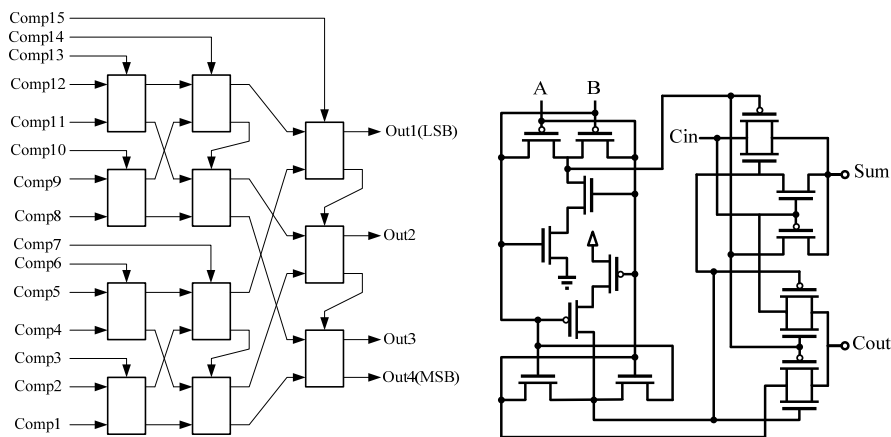 Comp15
Comp14
Comp13
Comp12
Comp11
Comp10
Comp9
Comp8
Comp7
Comp6
Comp5
Comp4
Comp3
Comp2
Comp1
Out1(LSB)
Out2
Out3
Out4(MSB)
A B
Cin
Sum
Cout